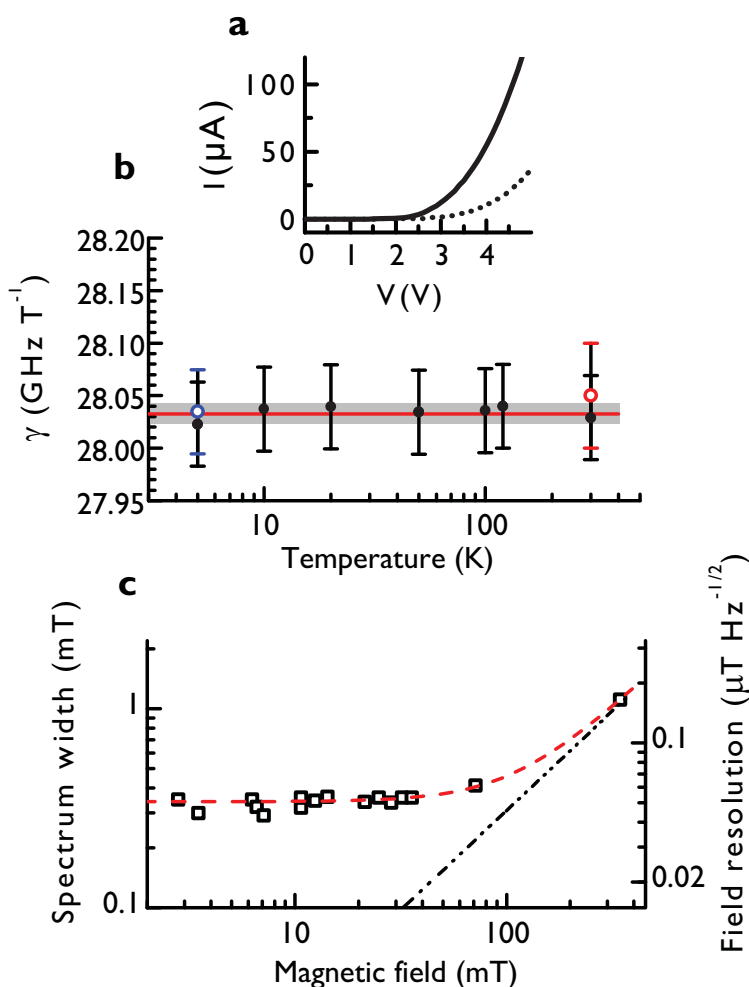 a
100
50
0
I (μA)
0 1 2 3 4
V (V)
b
28.20
28.15
28.10
28.05
28.00
27.95
γ (GHz T-1)
10 100
Temperature (K)
c
1
0.1
Spectrum width (mT)
0.1
0.02
Field resolution (μT Hz-1/2)
10 100
Magnetic field (mT)